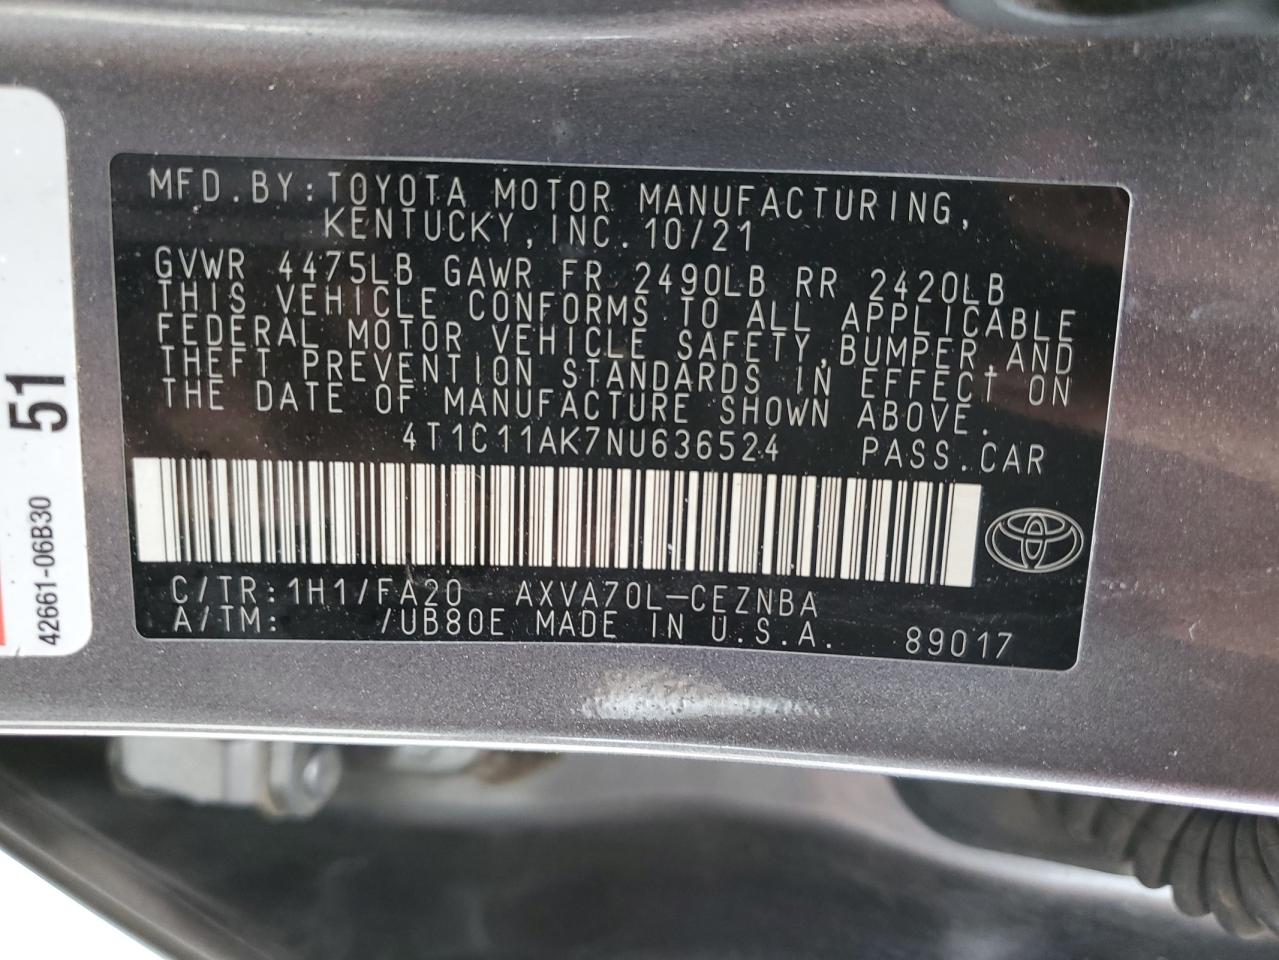 MFD. BY: TOYOTA MOTOR MANUFACTURING,
KENTUCKY, INC. 10/21
GVWR 4475LB GAWR FR 2490LB RR 2420LB
THIS VEHICLE CONFORMS TO ALL APPLICABLE
FEDERAL MOTOR VEHICLE SAFETY, BUMPER, AND
THEFT PREVENTION STANDARDS IN EFFECT ON
THE DATE OF MANUFACTURE SHOWN ABOVE.
4T1C11AK7NU636524 PASS. CAR
C/TR: 1H1/FA20 AXVA70L-CEZNBA
A/TM: /UB80E MADE IN U.S.A. 89017
51
42661-06B30